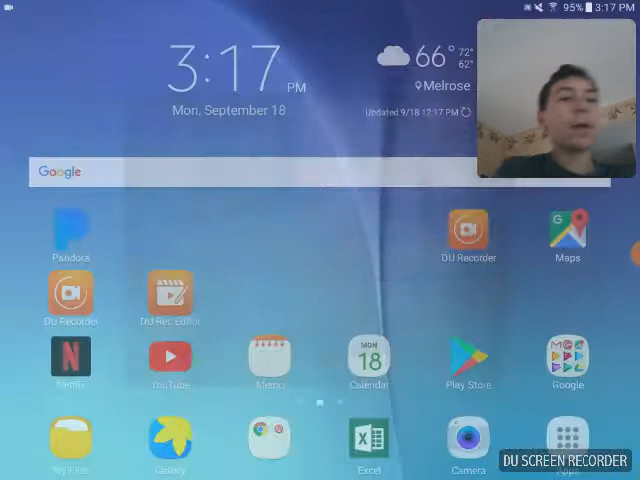 95% 3:17 PM
3:17 PM
Mon, September 18
66° 72°
62°
Melrose
Updated 9/18 12:17 PM
Google
Pandora
DU Recorder
Maps
DU Recorder
DU Rec Editor
MON
18
N
Netflix
YouTube
Memo
Calendar
Play Store
Google
My Files
Gallery
Excel
Camera
Apps
DU SCREEN RECORDER